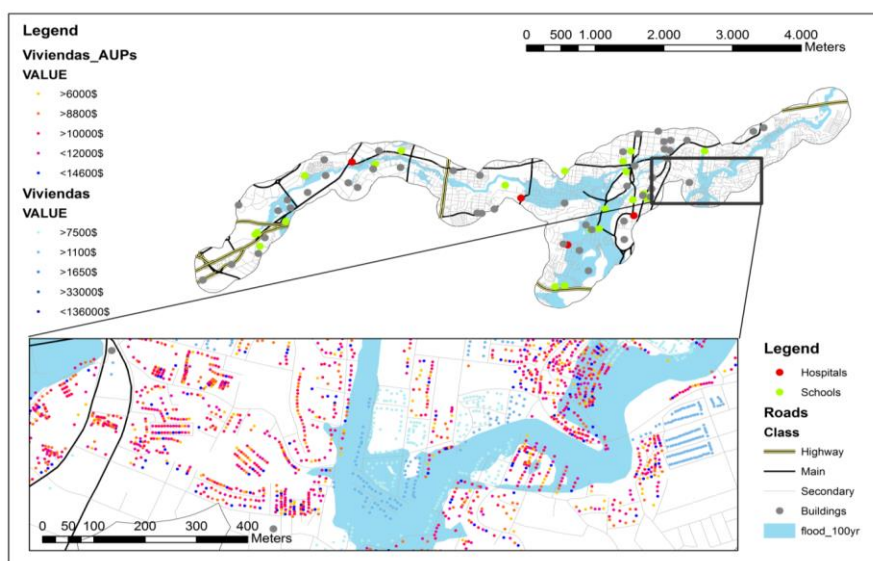 Legend
Viviendas_AUPs
VALUE
>6000$
>8800$
>10000$
<12000$
<14600$
Viviendas
VALUE
>7500$
>1100$
>1650$
>33000$
<136000$
0 500 1.000 2.000 3.000 4.000
Meters
Legend
Hospitals
Schools
Roads
Class
Highway
Main
Secondary
Buildings
flood_100yr
0 50 100 200 300 400
Meters